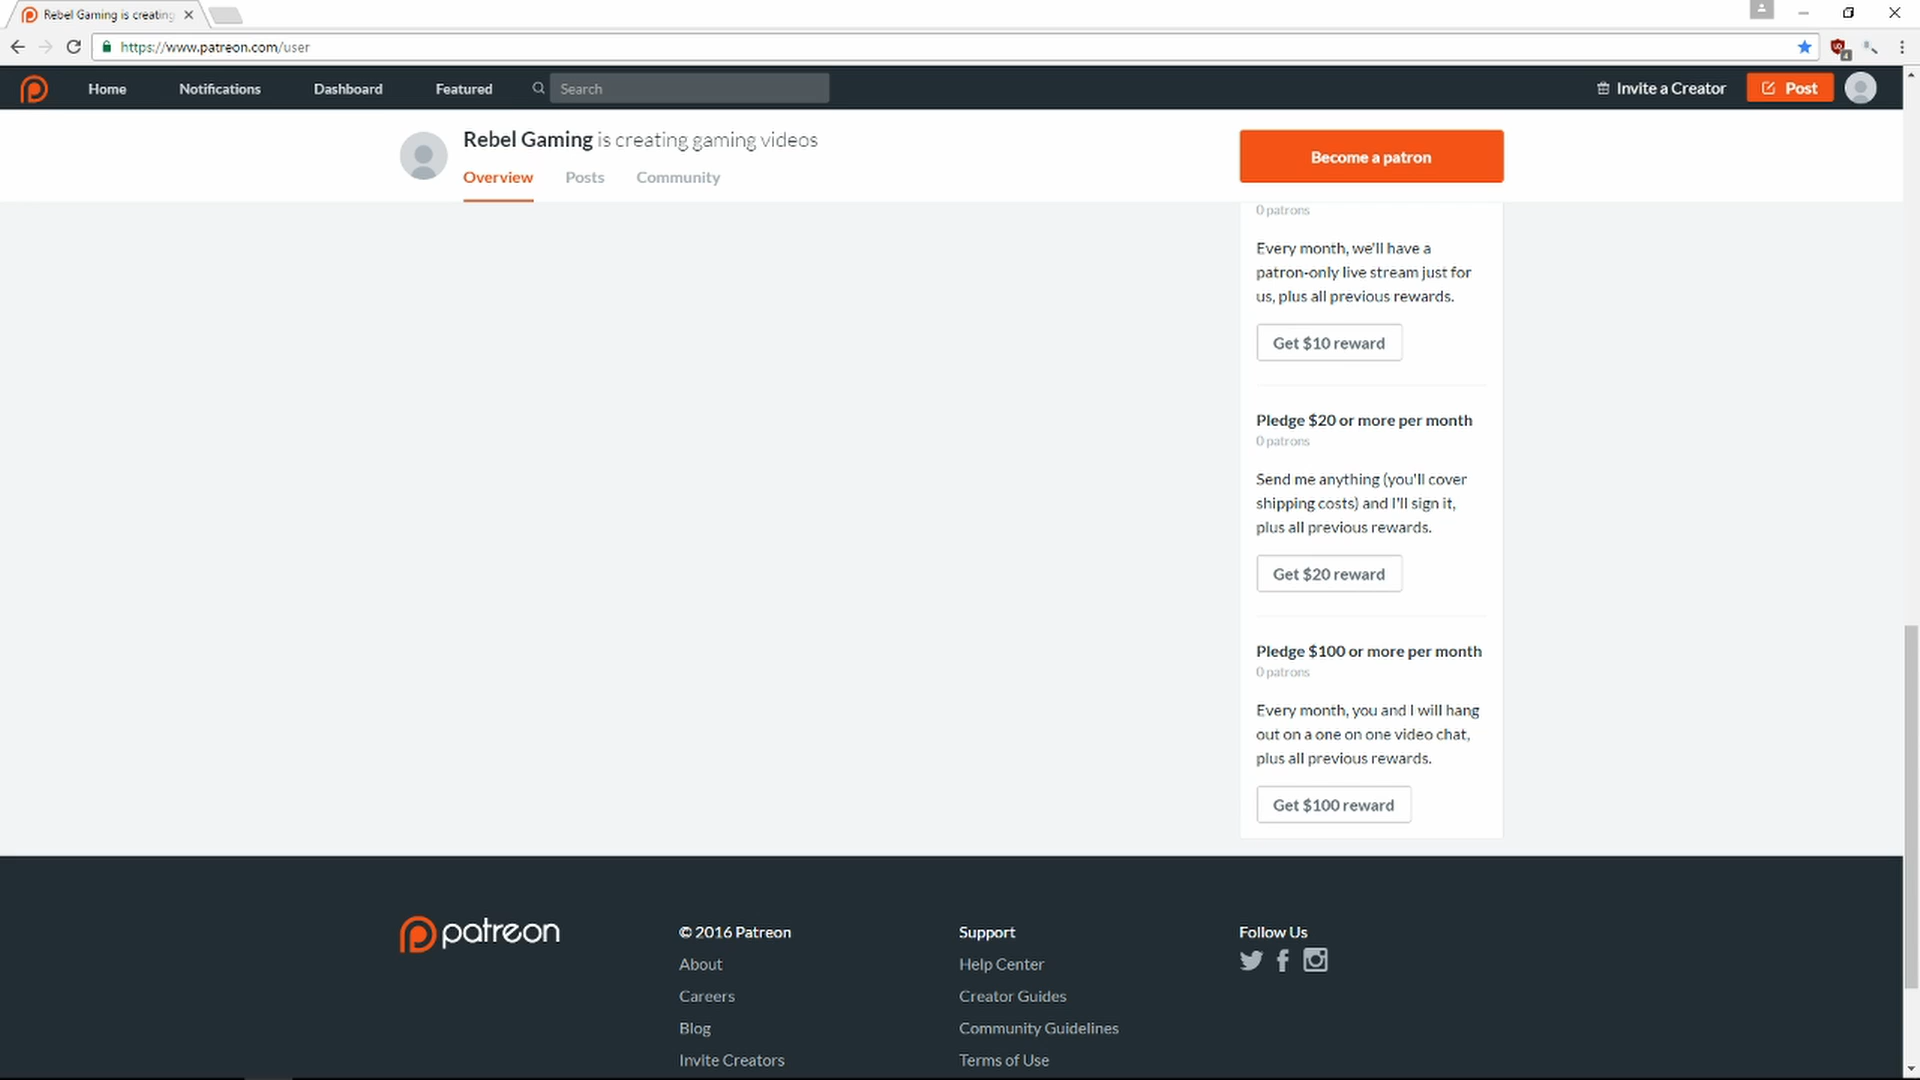 Rebel Gaming is creating
https://www.patreon.com/user
Home Notifications Dashboard Featured Search Invite a Creator Post
Rebel Gaming is creating gaming videos
Overview Posts Community
Become a patron
0 patrons
Every month, we'll have a
patron-only live stream just for
us, plus all previous rewards.
Get $10 reward
Pledge $20 or more per month
0 patrons
Send me anything (you'll cover
shipping costs) and I'll sign it,
plus all previous rewards.
Get $20 reward
Pledge $100 or more per month
0 patrons
Every month, you and I will hang
out on a one on one video chat,
plus all previous rewards.
Get $100 reward
patreon
© 2016 Patreon
About
Careers
Blog
Invite Creators
Support
Help Center
Creator Guides
Community Guidelines
Terms of Use
Follow Us